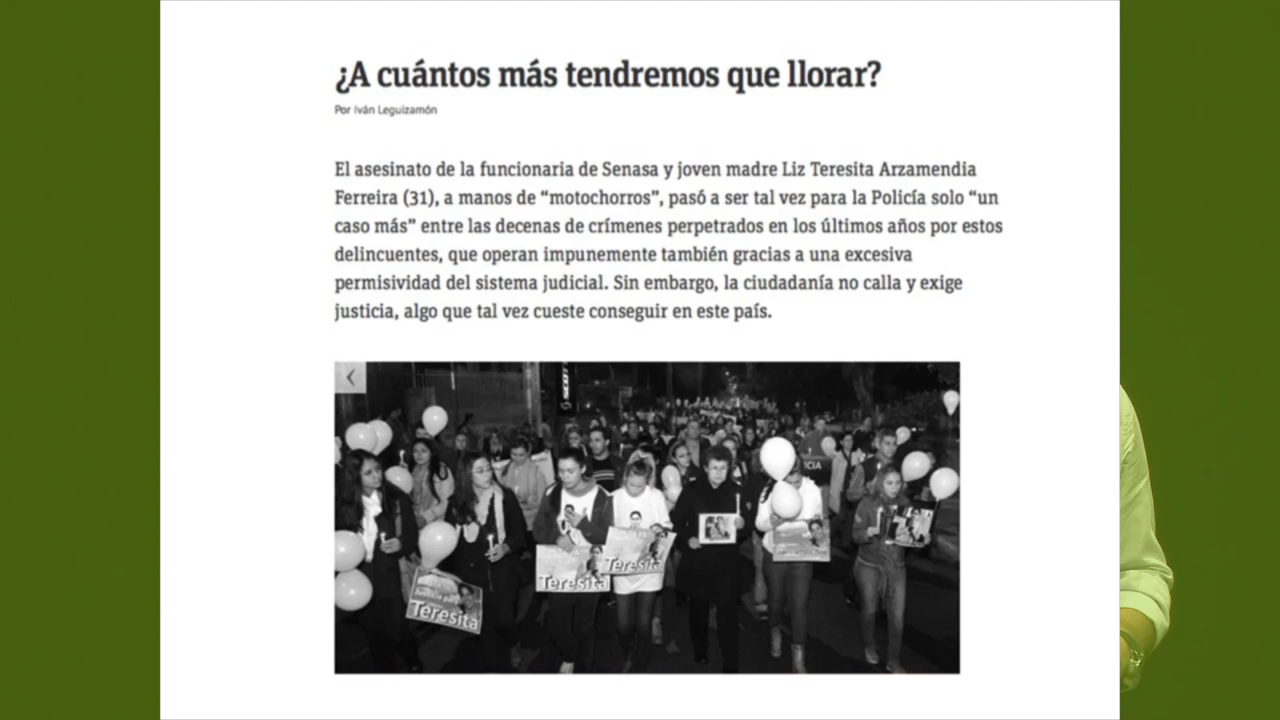 ¿A cuántos más tendremos que llorar?
Por Iván Leguizamón
El asesinato de la funcionaria de Senasa y joven madre Liz Teresita Arzamendia
Ferreira (31), a manos de “motochorros”, pasó a ser tal vez para la Policía solo “un
caso más” entre las decenas de crímenes perpetrados en los últimos años por estos
delincuentes, que operan impunemente también gracias a una excesiva
permisividad del sistema judicial. Sin embargo, la ciudadanía no calla y exige
justicia, algo que tal vez cueste conseguir en este país.
Justicia para
Teresita
Teresita
Teresita